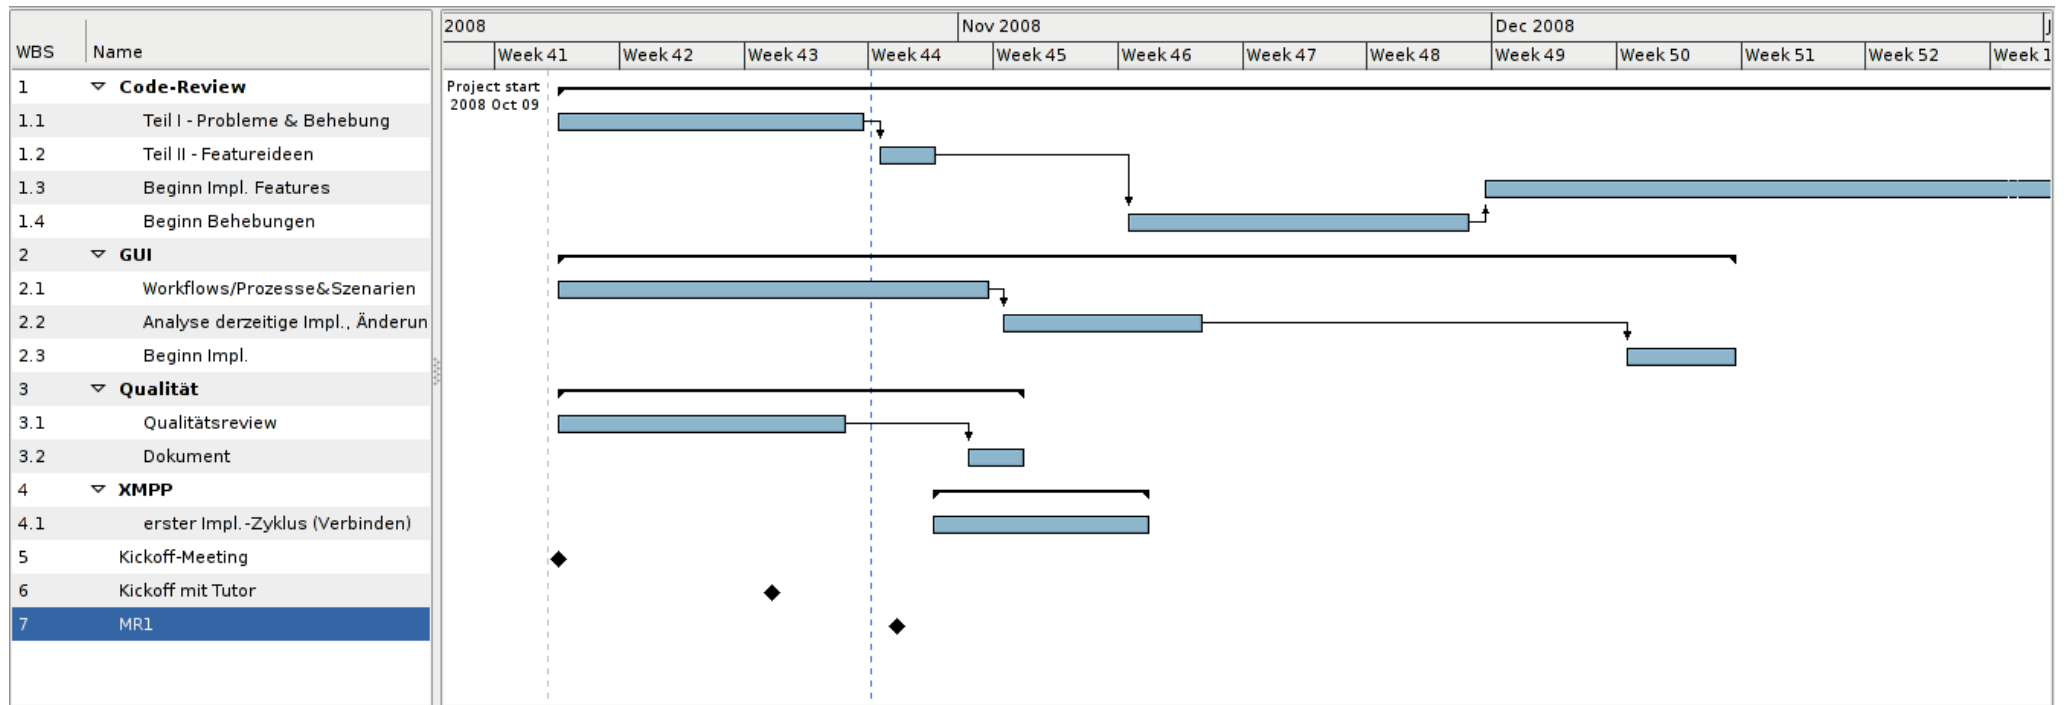 2008 Nov 2008 Dec 2008 J
WBS Name Week 41 Week 42 Week 43 Week 44 Week 45 Week 46 Week 47 Week 48 Week 49 Week 50 Week 51 Week 52 Week 1
1 Code-Review
Project start
2008 Oct 09
1.1 Teil I - Probleme & Behebung
1.2 Teil II - Featureideen
1.3 Beginn Impl. Features
1.4 Beginn Behebungen
2 GUI
2.1 Workflows/Prozesse&Szenarien
2.2 Analyse derzeitige Impl., Änderun
2.3 Beginn Impl.
3 Qualität
3.1 Qualitätsreview
3.2 Dokument
4 XMPP
4.1 erster Impl.-Zyklus (Verbinden)
5 Kickoff-Meeting
6 Kickoff mit Tutor
7 MR1